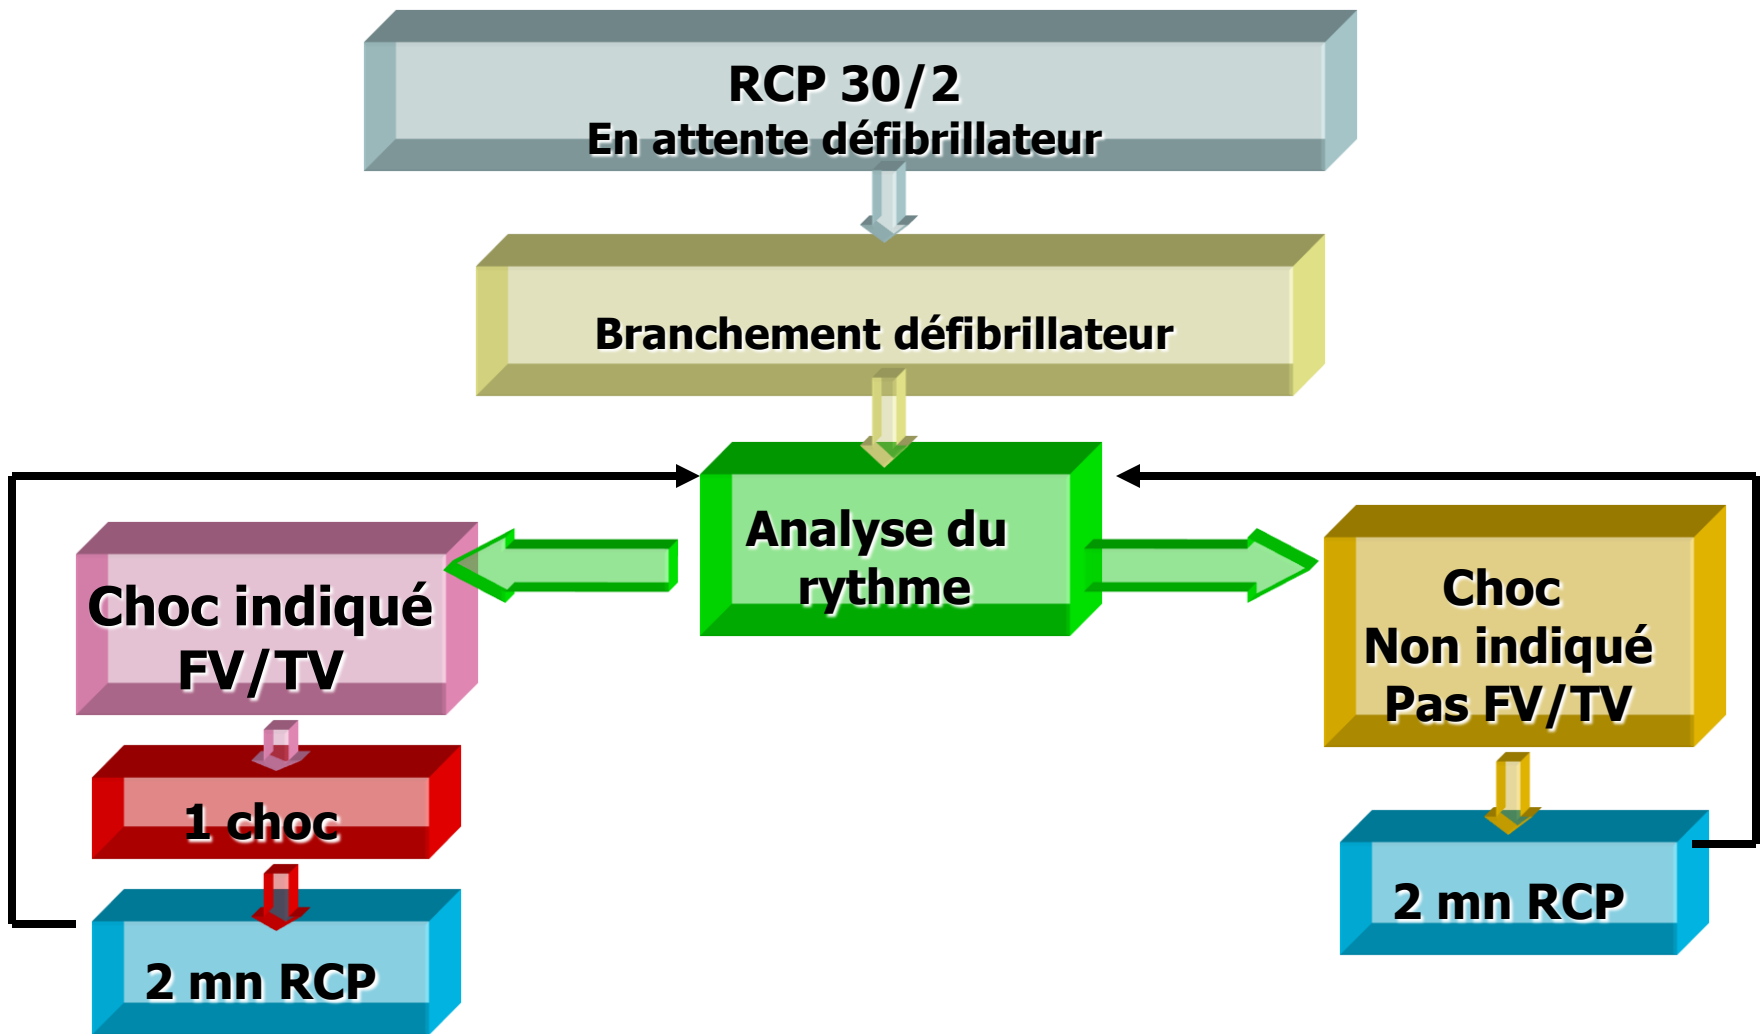 RCP 30/2
En attente défibrillateur
Branchement défibrillateur
Analyse du
rythme
Choc indiqué
FV/TV
1 choc
2 mn RCP
Choc
Non indiqué
Pas FV/TV
2 mn RCP